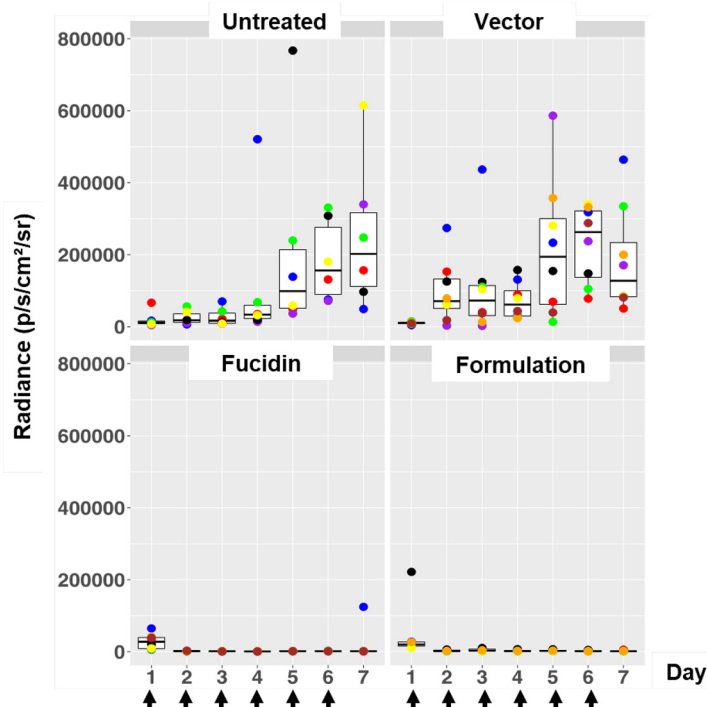 Untreated
Vector
800000
600000
400000
200000
0
Radiance (p/s/cm²/sr)
Fucidin
Formulation
800000
600000
400000
200000
0
1 2 3 4 5 6 7 1 2 3 4 5 6 7
Day